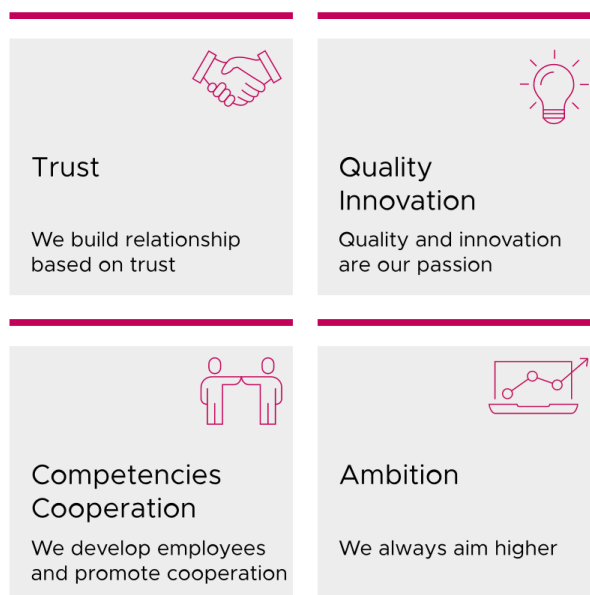 Trust
We build relationship
based on trust
Quality
Innovation
Quality and innovation
are our passion
Competencies
Cooperation
We develop employees
and promote cooperation
Ambition
We always aim higher